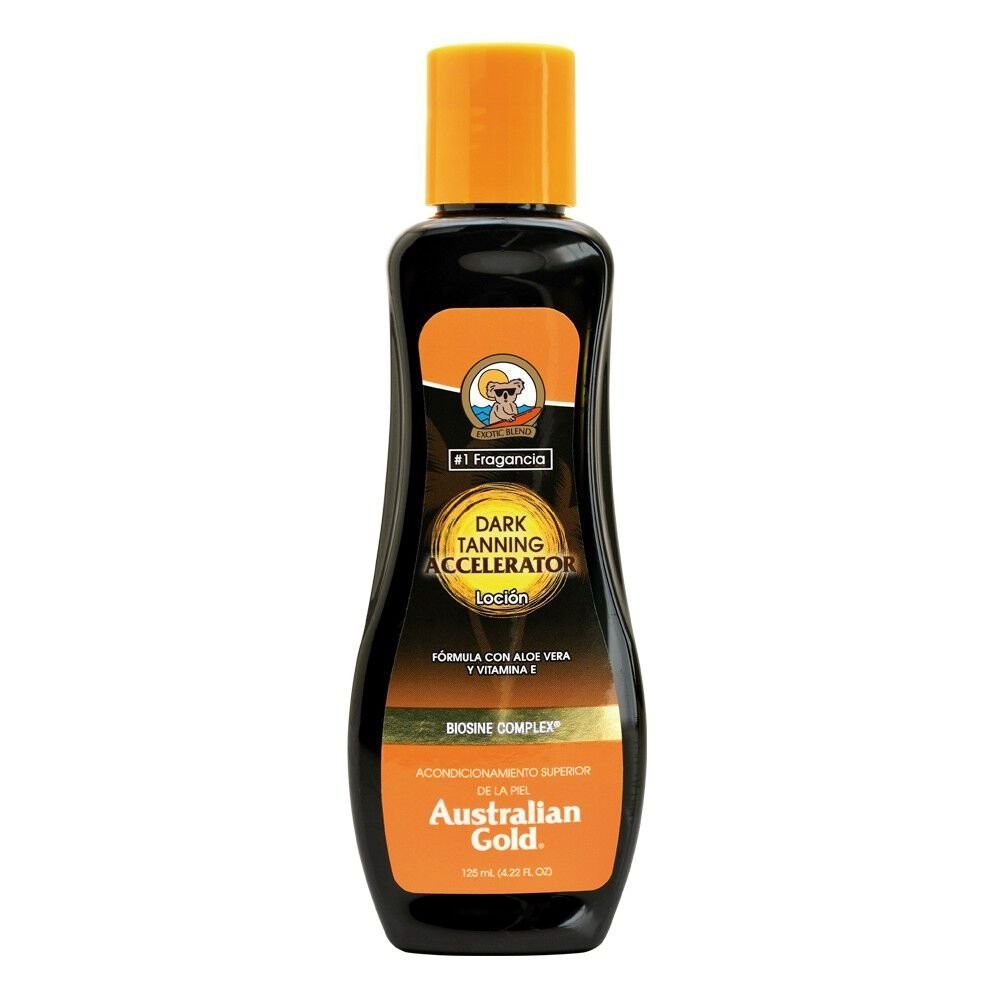 EXOTIC BLEND
#1 Fragancia
DARK
TANNING
ACCELERATOR
Loción
FÓRMULA CON ALOE VERA
Y VITAMINA E
BIOSINE COMPLEX®
ACONDICIONAMIENTO SUPERIOR
DE LA PIEL
Australian
Gold®
125 mL (4.22 FL OZ)